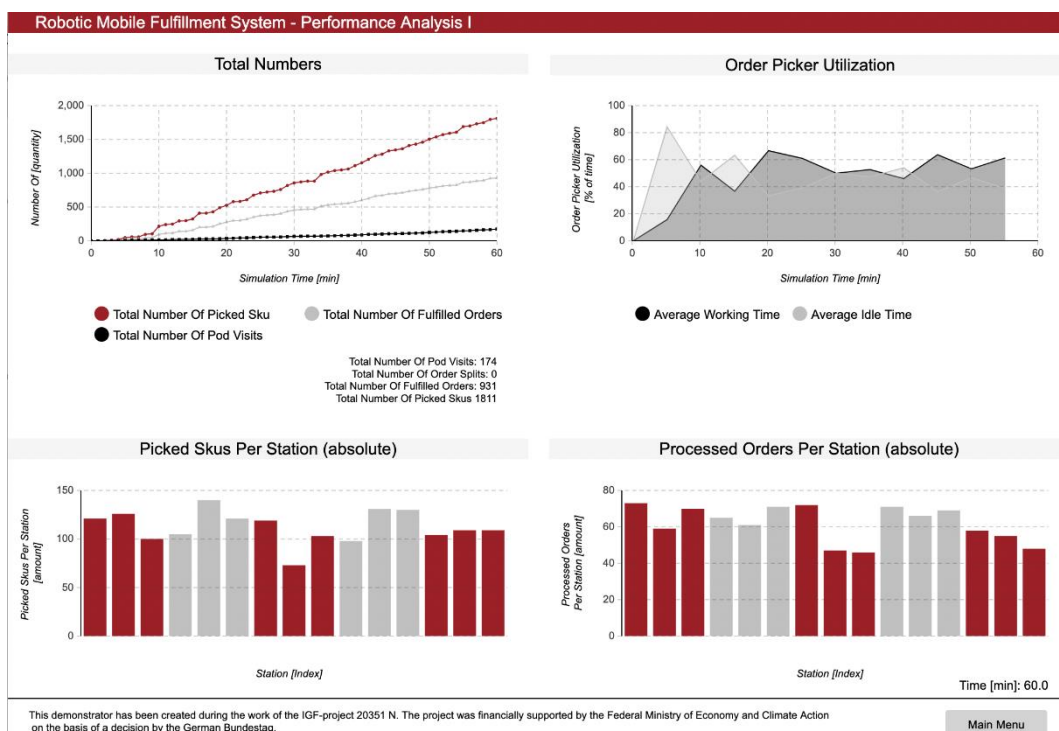 Robotic Mobile Fulfillment System - Performance Analysis I
Total Numbers
Number Of [quantity]
2,000
1,500
1,000
500
0
0 10 20 30 40 50 60
Simulation Time [min]
Total Number Of Picked Sku
Total Number Of Fulfilled Orders
Total Number Of Pod Visits
Total Number Of Pod Visits: 174
Total Number Of Order Splits: 0
Total Number Of Fulfilled Orders: 931
Total Number Of Picked Skus 1811
Order Picker Utilization
Order Picker Utilization
[% of time]
100
80
60
40
20
0
0 10 20 30 40 50 60
Simulation Time [min]
Average Working Time
Average Idle Time
Picked Skus Per Station (absolute)
Picked Skus Per Station
[amount]
150
100
50
0
Station [Index]
Processed Orders Per Station (absolute)
Processed Orders
Per Station [amount]
80
60
40
20
0
Station [Index]
Time [min]: 60.0
This demonstrator has been created during the work of the IGF-project 20351 N. The project was financially supported by the Federal Ministry of Economy and Climate Action
on the basis of a decision by the German Bundestag.
Main Menu